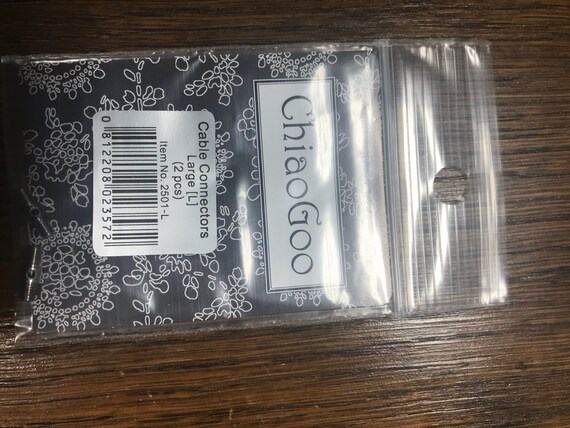 ChiaoGoo
Cable Connectors
Large [L]
(2 pcs)
Item No. 2501-L
0 812208 023572